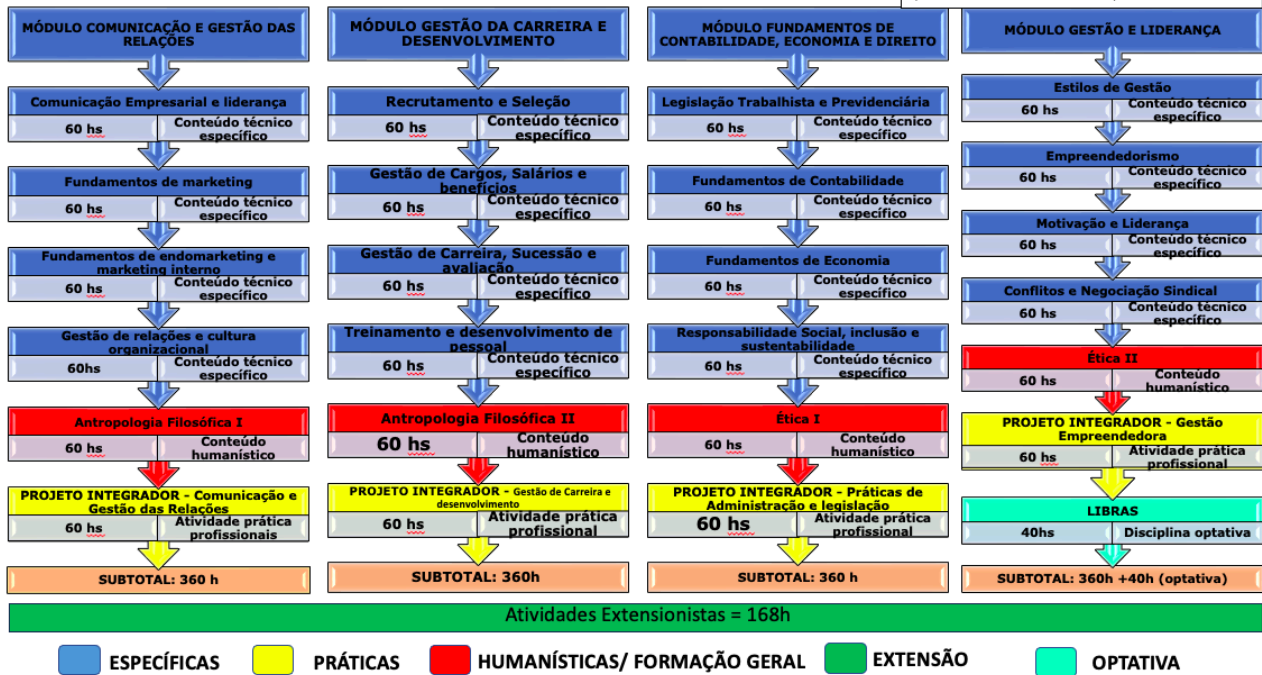 MÓDULO COMUNICAÇÃO E GESTÃO DAS
RELAÇÕES
Comunicação Empresarial e liderança
60 hs
Conteúdo técnico
específico
Fundamentos de marketing
60 hs
Conteúdo técnico
específico
Fundamentos de endomarketing e
marketing interno
60 hs
Conteúdo técnico
específico
Gestão de relações e cultura
organizacional
60hs
Conteúdo técnico
específico
Antropologia Filosófica I
60 hs
Conteúdo
humanístico
PROJETO INTEGRADOR - Comunicação e
Gestão das Relações
60 hs
Atividade prática
profissionais
SUBTOTAL: 360 h
MÓDULO GESTÃO DA CARREIRA E
DESENVOLVIMENTO
Recrutamento e Seleção
60 hs
Conteúdo técnico
específico
Gestão de Cargos, Salários e
benefícios
60 hs
Conteúdo técnico
específico
Gestão de Carreira, Sucessão e
avaliação
60 hs
Conteúdo técnico
específico
Treinamento e desenvolvimento de
pessoal
60 hs
Conteúdo técnico
específico
Antropologia Filosófica II
60 hs
Conteúdo
humanístico
PROJETO INTEGRADOR - Gestão de Carreira e
desenvolvimento
60 hs
Atividade prática
profissional
SUBTOTAL: 360h
MÓDULO FUNDAMENTOS DE
CONTABILIDADE, ECONOMIA E DIREITO
Legislação Trabalhista e Previdenciária
60 hs
Conteúdo técnico
específico
Fundamentos de Contabilidade
60 hs
Conteúdo técnico
específico
Fundamentos de Economia
60 hs
Conteúdo técnico
específico
Responsabilidade Social, inclusão e
sustentabilidade
60 hs
Conteúdo técnico
específico
Ética I
60 hs
Conteúdo
humanístico
PROJETO INTEGRADOR - Práticas de
Administração e legislação
60 hs
Atividade prática
profissional
SUBTOTAL: 360 h
MÓDULO GESTÃO E LIDERANÇA
Estilos de Gestão
60 hs
Conteúdo técnico
específico
Empreendedorismo
60 hs
Conteúdo técnico
específico
Motivação e Liderança
60 hs
Conteúdo técnico
específico
Conflitos e Negociação Sindical
60 hs
Conteúdo técnico
específico
Ética II
60 hs
Conteúdo
humanístico
PROJETO INTEGRADOR - Gestão
Empreendedora
60 hs
Atividade prática
profissional
LIBRAS
40hs
Disciplina optativa
SUBTOTAL: 360h +40h (optativa)
Atividades Extensionistas = 168h
ESPECÍFICAS
PRÁTICAS
HUMANÍSTICAS/ FORMAÇÃO GERAL
EXTENSÃO
OPTATIVA